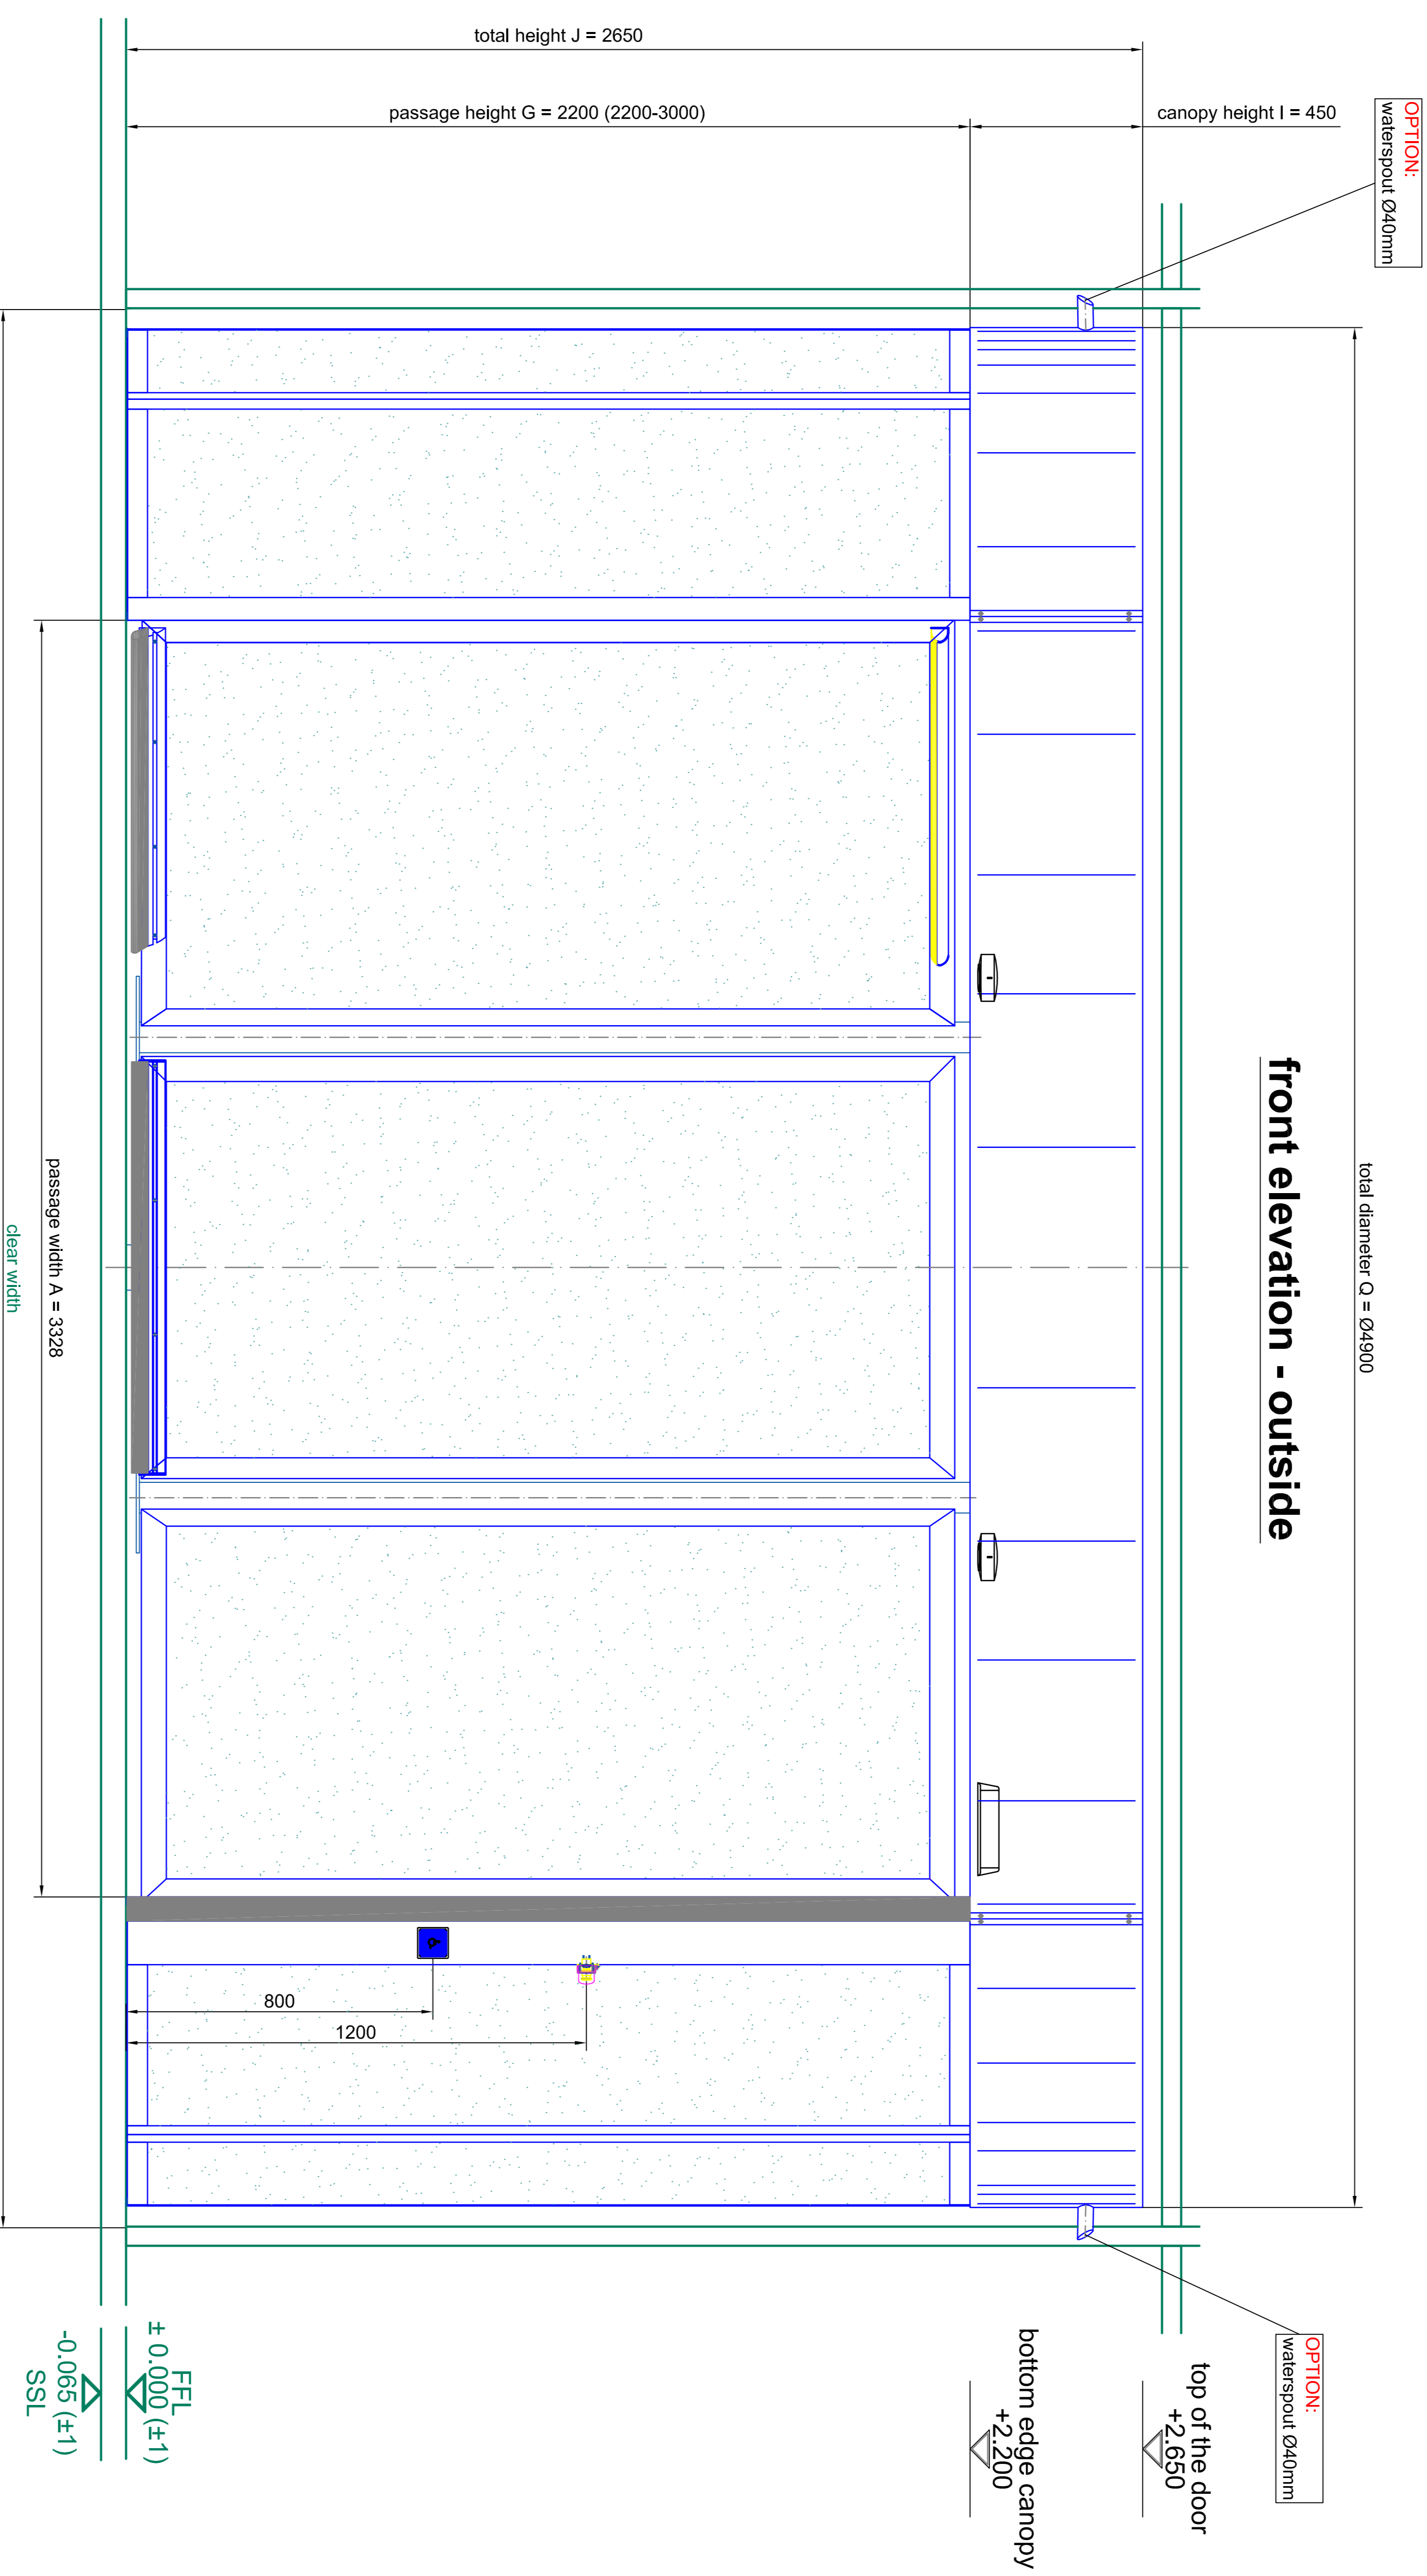 OPTION:
waterspout Ø40mm
total diameter Q = Ø4900
front elevation - outside
OPTION:
waterspout Ø40mm
top of the door
+2.650
bottom edge canopy
+2.200
canopy height I = 450
passage height G = 2200 (2200-3000)
total height J = 2650
1200
800
FFL
± 0.000 (±1)
-0.065 (±1)
SSL
passage width A = 3328
clear width